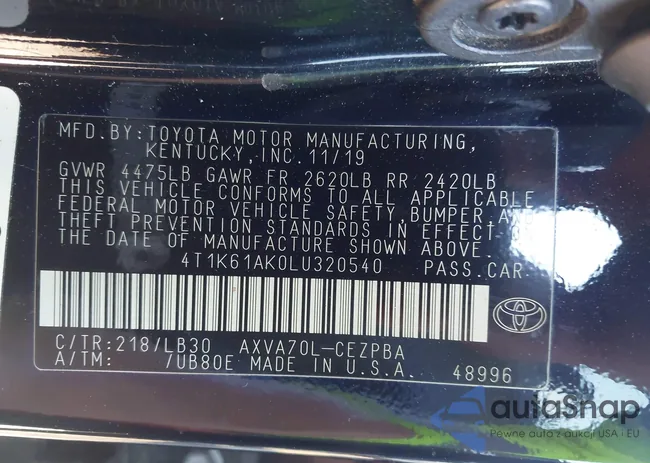 MFD.BY:TOYOTA MOTOR MANUFACTURING,
KENTUCKY, INC. 11/19
GVWR 4475LB GAWR FR 2620LB RR 2420LB
THIS VEHICLE CONFORMS TO ALL APPLICABLE
FEDERAL MOTOR VEHICLE SAFETY, BUMPER, AND
THEFT PREVENTION STANDARDS IN EFFECT ON
THE DATE OF MANUFACTURE SHOWN ABOVE.
4T1K61AK0LU320540 PASS.CAR
C/TR:218/LB30 AXVA70L-CEZPBA
A/TM: 7UB80E MADE IN U.S.A. 48996
autoSnap
Pewne auta z aukcji USA i EU